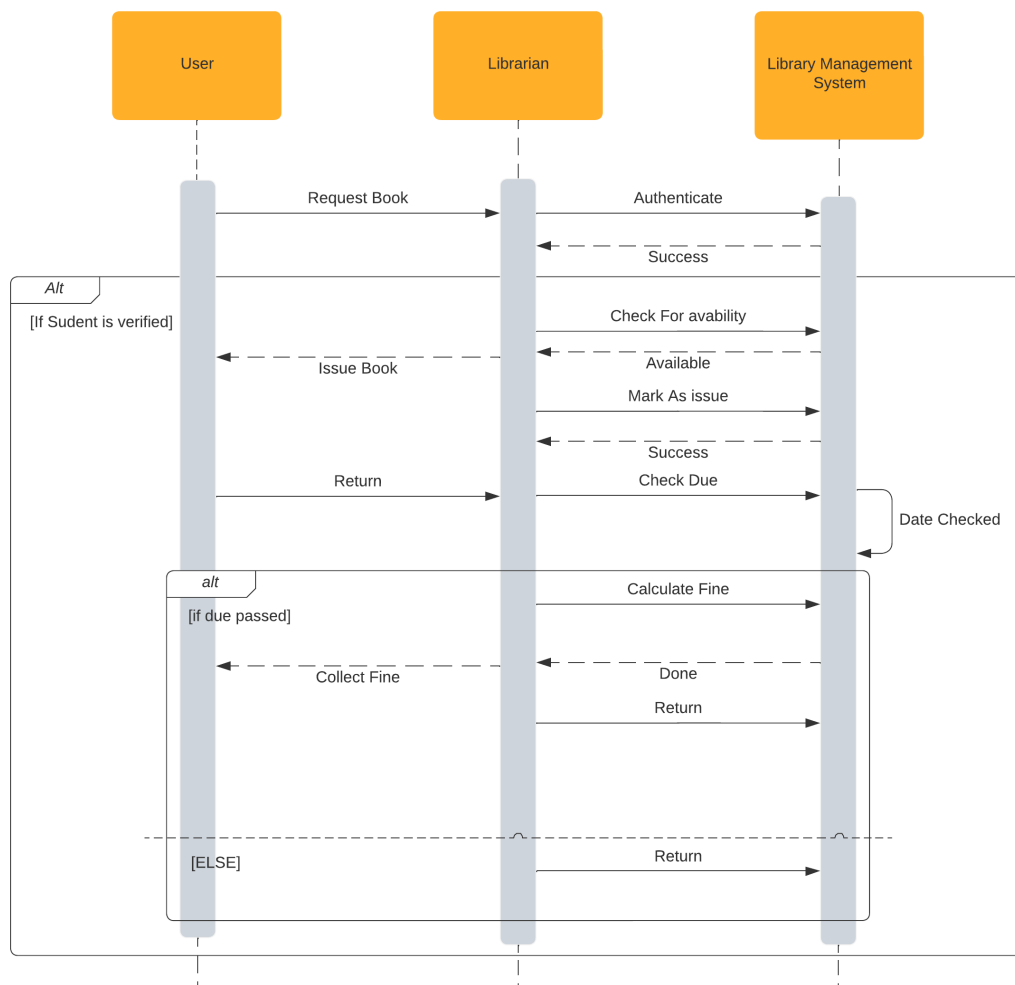 User
Librarian
Library Management
System
Request Book
Authenticate
Success
Alt
[If Sudent is verified]
Check For avability
Available
Issue Book
Mark As issue
Success
Return
Check Due
Date Checked
alt
Calculate Fine
[if due passed]
Done
Collect Fine
Return
Return
[ELSE]